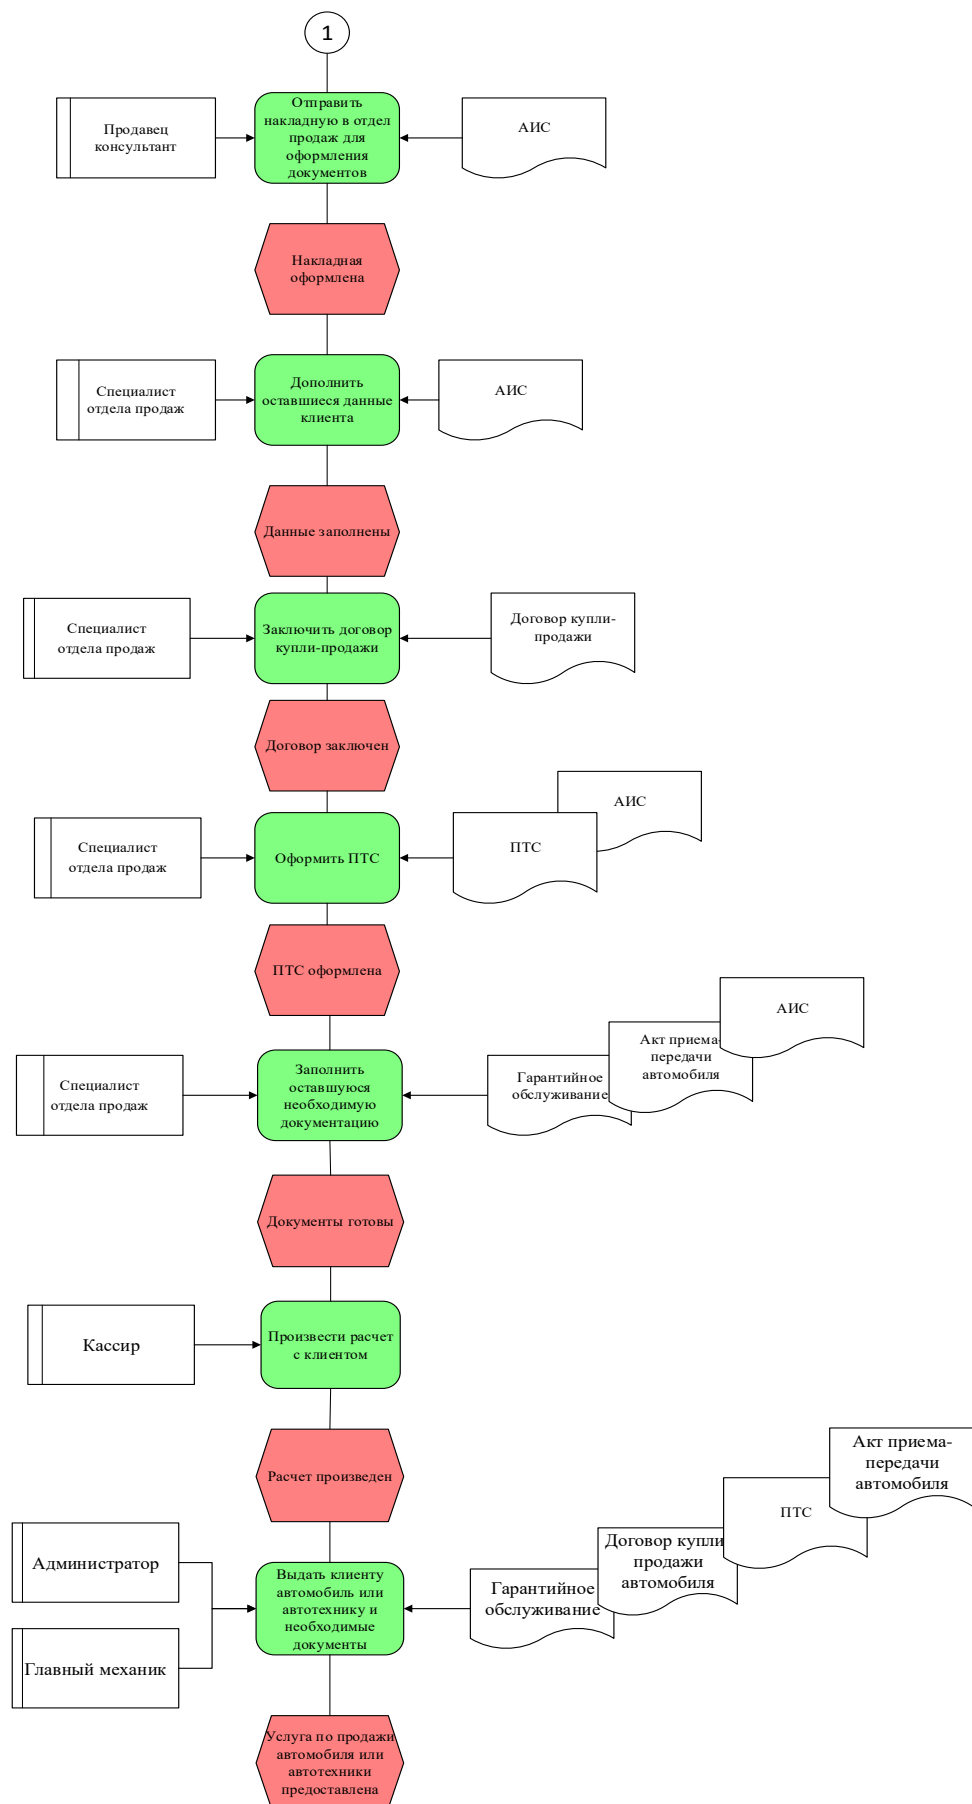 1
Продавец
консультант
Отправить
накладную в отдел
продаж для
оформления
документов
АИС
Накладная
оформлена
Специалист
отдела продаж
Дополнить
оставшиеся данные
клиента
АИС
Данные заполнены
Специалист
отдела продаж
Заключить договор
купли-продажи
Договор купли-
продажи
Договор заключен
Специалист
отдела продаж
Оформить ПТС
ПТС
АИС
ПТС оформлена
Специалист
отдела продаж
Заполнить
оставшуюся
необходимую
документацию
Гарантийное
обслуживание
Акт приема-
передачи
автомобиля
АИС
Документы готовы
Кассир
Произвести расчет
с клиентом
Расчет произведен
Администратор
Главный механик
Выдать клиенту
автомобиль или
автотехнику и
необходимые
документы
Гарантийное
обслуживание
Договор купли
продажи
автомобиля
ПТС
Акт приема-
передачи
автомобиля
Услуга по продажи
автомобиля или
автотехники
предоставлена